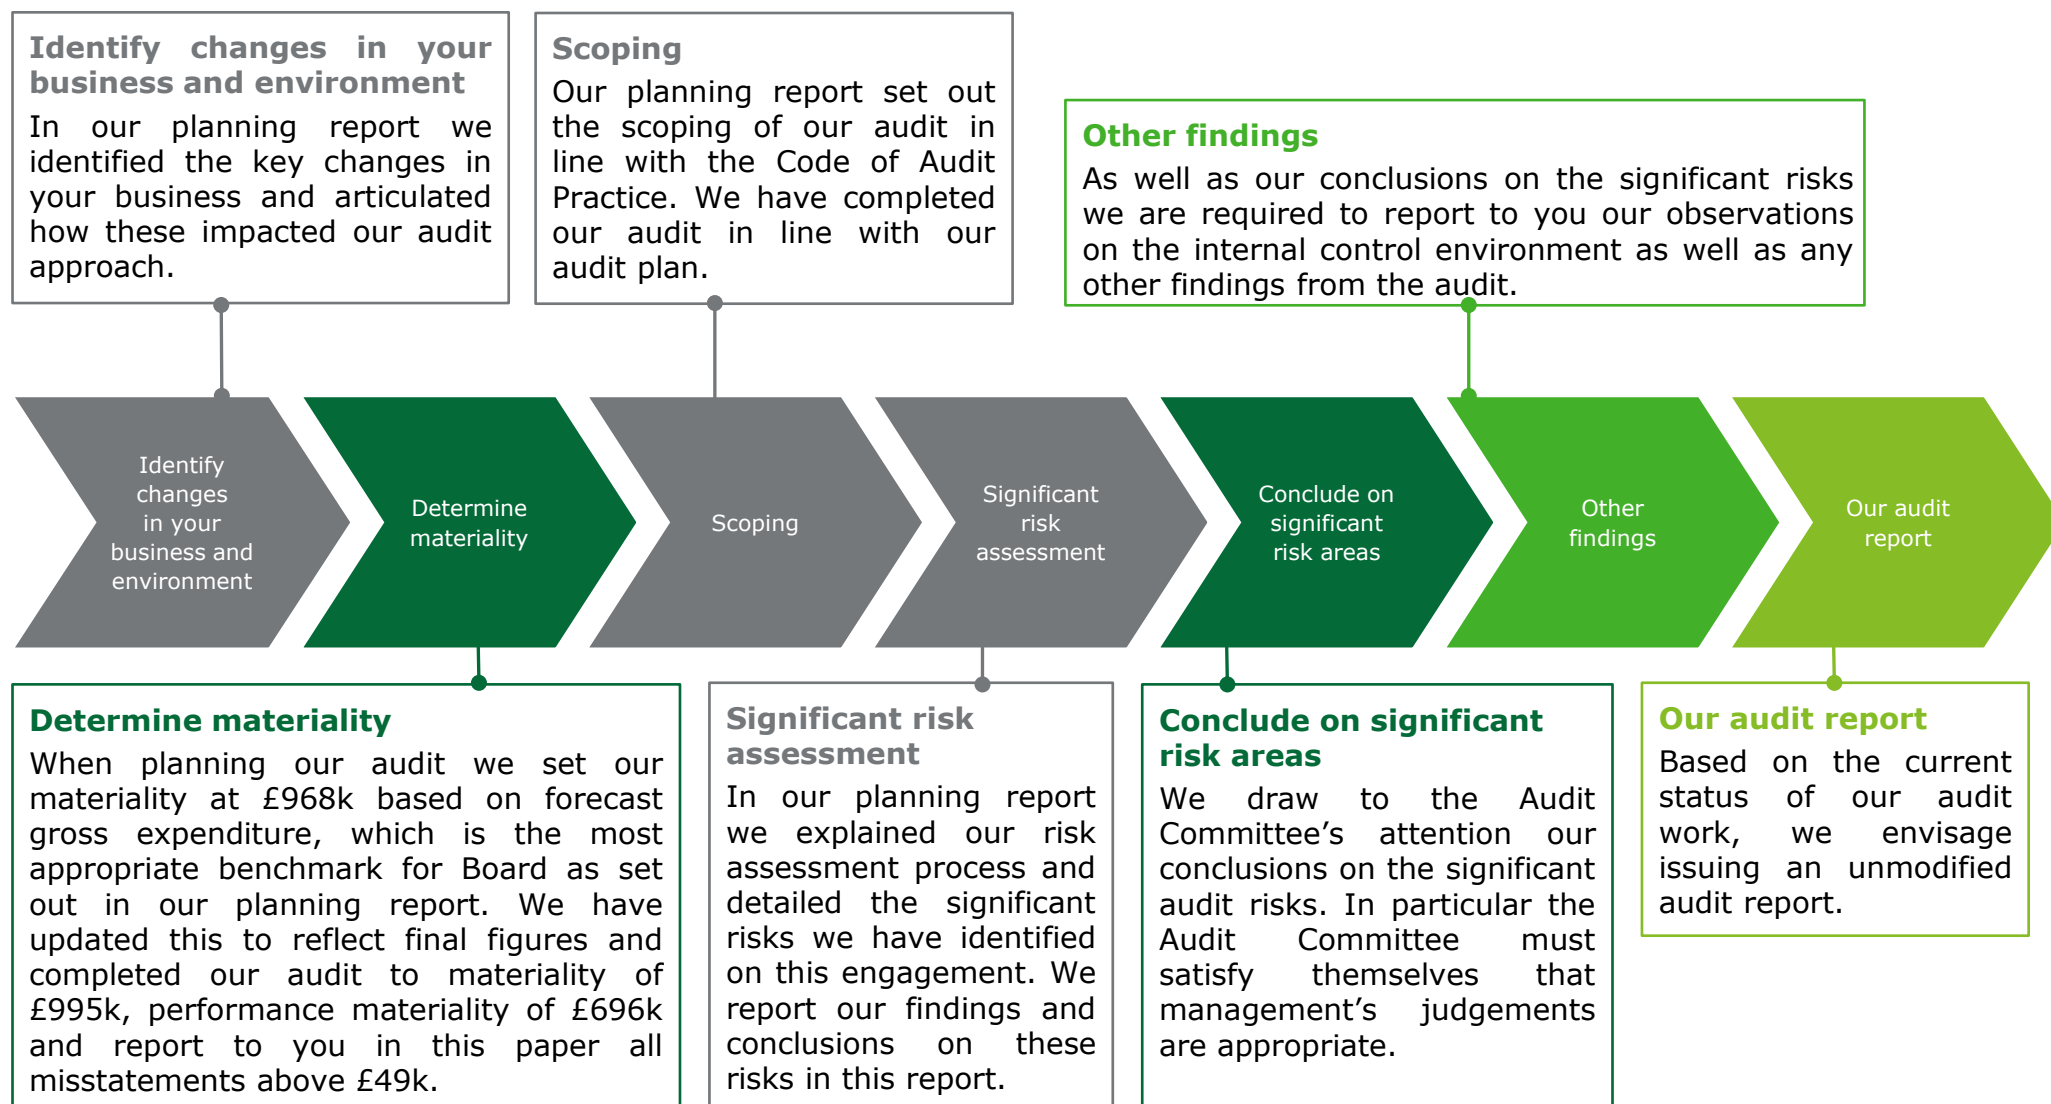 Identify changes in your
business and environment
In our planning report we
identified the key changes in
your business and articulated
how these impacted our audit
approach.
Scoping
Our planning report set out
the scoping of our audit in
line with the Code of Audit
Practice. We have completed
our audit in line with our
audit plan.
Other findings
As well as our conclusions on the significant risks
we are required to report to you our observations
on the internal control environment as well as any
other findings from the audit.
Identify
changes
in your
business and
environment
Determine
materiality
Scoping
Significant
risk
assessment
Conclude on
significant
risk areas
Other
findings
Our audit
report
Determine materiality
When planning our audit we set our
materiality at £968k based on forecast
gross expenditure, which is the most
appropriate benchmark for Board as set
out in our planning report. We have
updated this to reflect final figures and
completed our audit to materiality of
£995k, performance materiality of £696k
and report to you in this paper all
misstatements above £49k.
Significant risk
assessment
In our planning report
we explained our risk
assessment process and
detailed the significant
risks we have identified
on this engagement. We
report our findings and
conclusions on these
risks in this report.
Conclude on significant
risk areas
We draw to the Audit
Committee’s attention our
conclusions on the significant
audit risks. In particular the
Audit Committee must
satisfy themselves that
management’s judgements
are appropriate.
Our audit report
Based on the current
status of our audit
work, we envisage
issuing an unmodified
audit report.